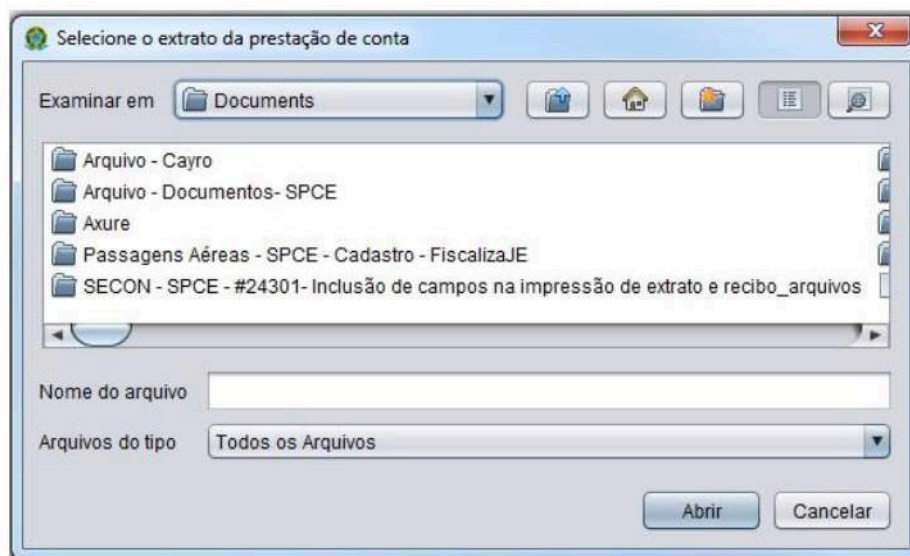 Selecione o extrato da prestação de conta
Examinar em Documents
Arquivo - Cayro
Arquivo - Documentos- SPCE
Axure
Passagens Aéreas - SPCE - Cadastro - FiscalizaJE
SECON - SPCE - #24301- Inclusão de campos na impressão de extrato e recibo_arquivos
Nome do arquivo
Arquivos do tipo Todos os Arquivos
Abrir Cancelar